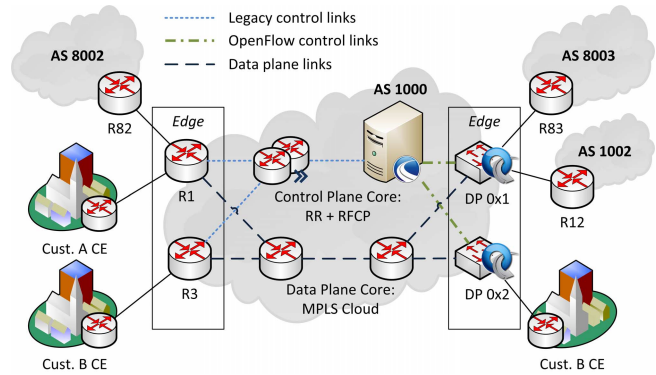 Legacy control links
OpenFlow control links
Data plane links
AS 8002
AS 1000
AS 8003
R82
Edge
Edge
R83
AS 1002
R1
Control Plane Core:
RR + RFCP
DP 0x1
R12
Cust. A CE
R3
Data Plane Core:
MPLS Cloud
DP 0x2
Cust. B CE
Cust. B CE